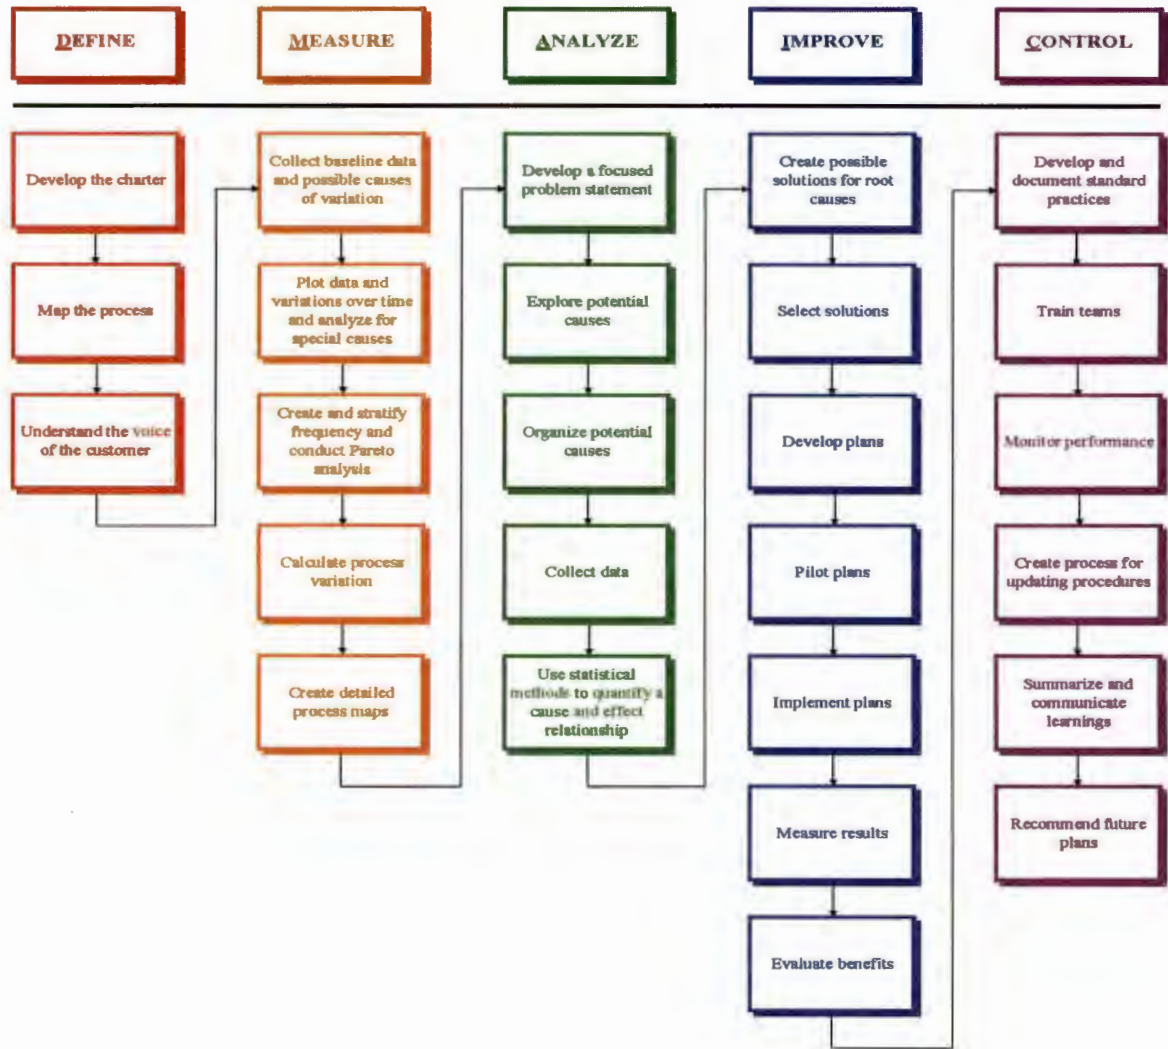 DEFINE
MEASURE
ANALYZE
IMPROVE
CONTROL
Develop the charter
Map the process
Understand the voice
of the customer
Collect baseline data
and possible causes
of variation
Plot data and
variations over time
and analyze for
special causes
Create and stratify
frequency and
conduct Pareto
analysis
Calculate process
variation
Create detailed
process maps
Develop a focused
problem statement
Explore potential
causes
Organize potential
causes
Collect data
Use statistical
methods to quantify a
cause and effect
relationship
Create possible
solutions for root
causes
Select solutions
Develop plans
Pilot plans
Implement plans
Measure results
Evaluate benefits
Develop and
document standard
practices
Train teams
Monitor performance
Create process for
updating procedures
Summarize and
communicate
learnings
Recommend future
plans